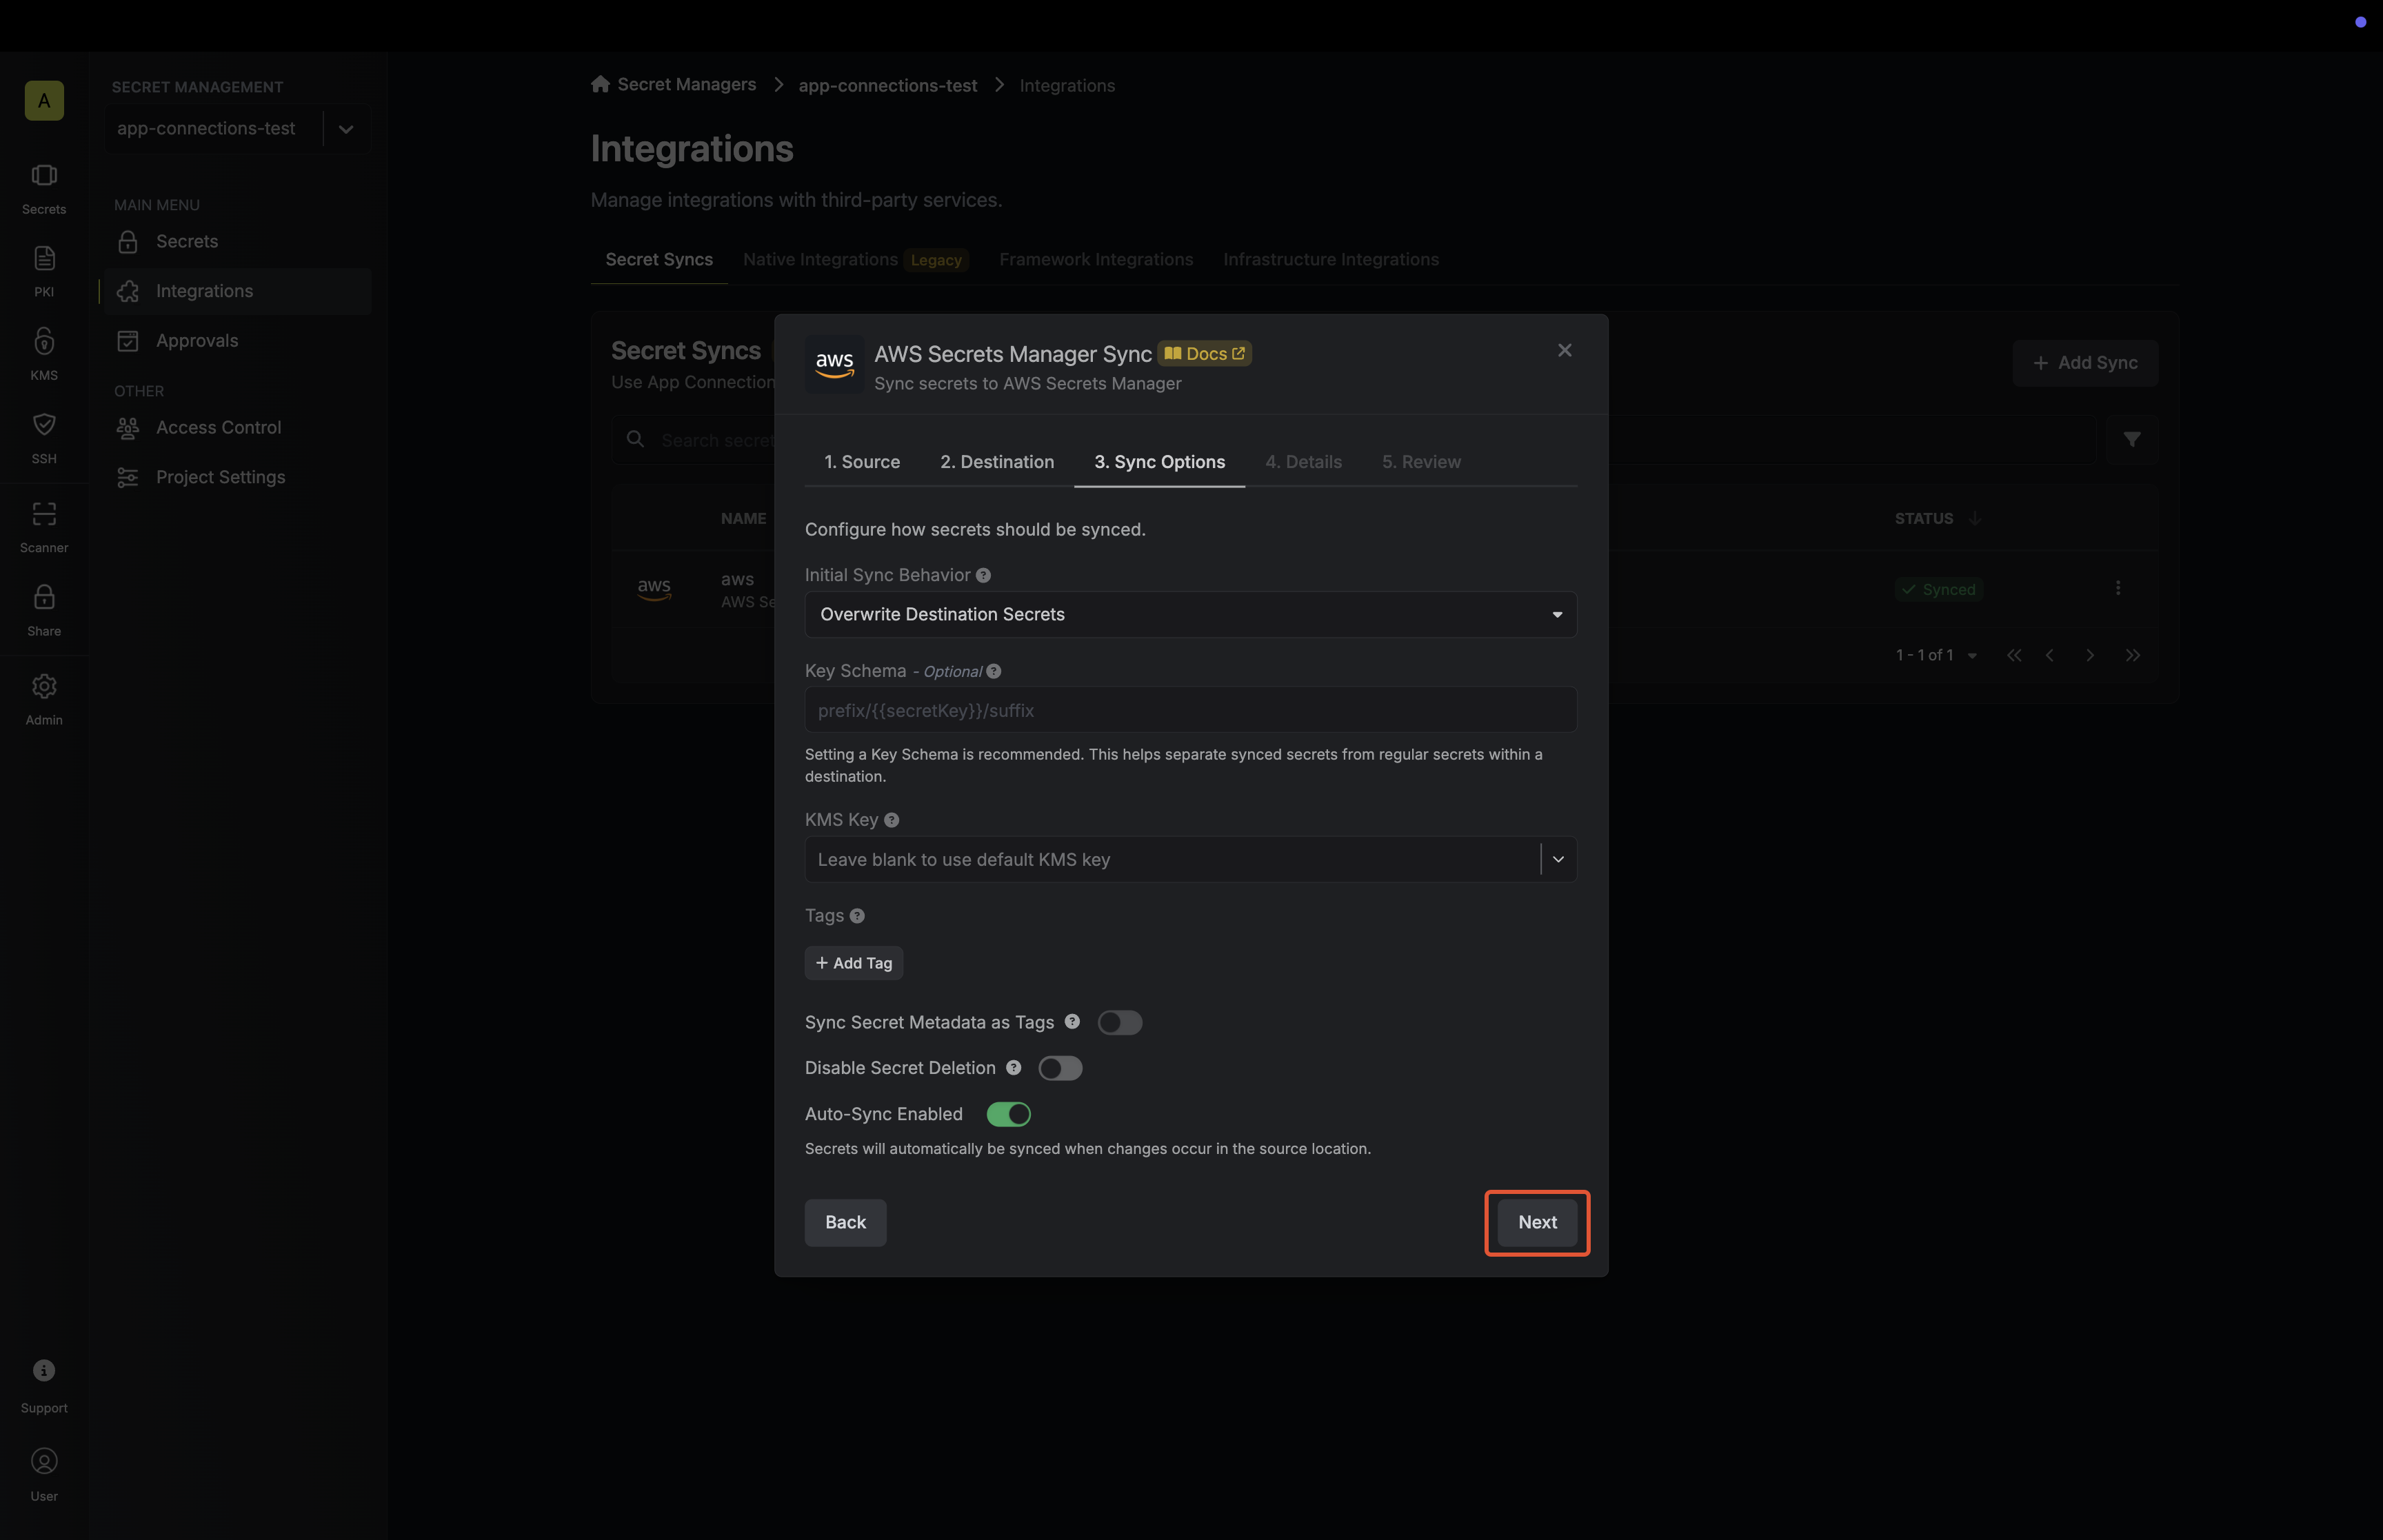 A
Secrets
PKI
KMS
SSH
Scanner
Share
Admin
Support
User
SECRET MANAGEMENT
app-connections-test
MAIN MENU
Secrets
Integrations
Approvals
OTHER
Access Control
Project Settings
Secret Managers
app-connections-test
Integrations
Integrations
Manage integrations with third-party services.
Secret Syncs
Native Integrations Legacy
Framework Integrations
Infrastructure Integrations
Secret Syncs
Use App Connection
+ Add Sync
Search secret
NAME
STATUS
aws
aws
AWS Se
Synced
1 - 1 of 1
aws
AWS Secrets Manager Sync Docs
Sync secrets to AWS Secrets Manager
1. Source
2. Destination
3. Sync Options
4. Details
5. Review
Configure how secrets should be synced.
Initial Sync Behavior
Overwrite Destination Secrets
Key Schema - Optional
prefix/{{secretKey}}/suffix
Setting a Key Schema is recommended. This helps separate synced secrets from regular secrets within a
destination.
KMS Key
Leave blank to use default KMS key
Tags
+ Add Tag
Sync Secret Metadata as Tags
Disable Secret Deletion
Auto-Sync Enabled
Secrets will automatically be synced when changes occur in the source location.
Back
Next